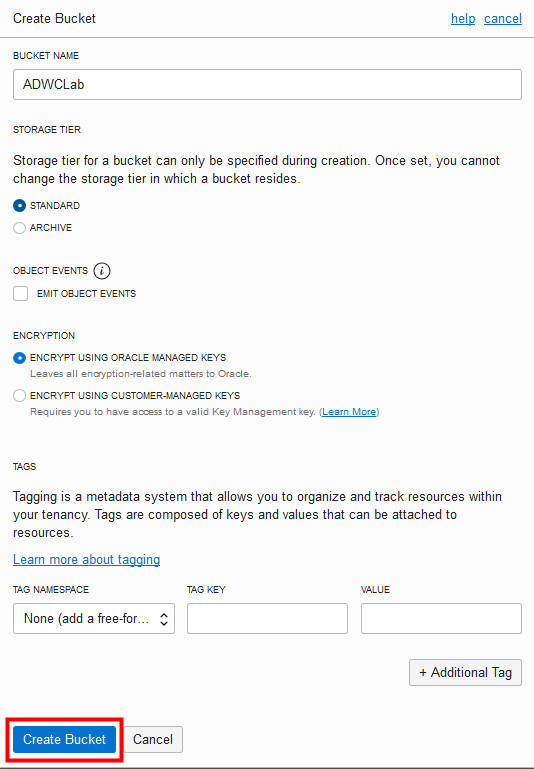 Create Bucket help cancel
BUCKET NAME
ADWCLab
STORAGE TIER
Storage tier for a bucket can only be specified during creation. Once set, you cannot
change the storage tier in which a bucket resides.
STANDARD
ARCHIVE
OBJECT EVENTS i
EMIT OBJECT EVENTS
ENCRYPTION
ENCRYPT USING ORACLE MANAGED KEYS
Leaves all encryption-related matters to Oracle.
ENCRYPT USING CUSTOMER-MANAGED KEYS
Requires you to have access to a valid Key Management key. (Learn More)
TAGS
Tagging is a metadata system that allows you to organize and track resources within
your tenancy. Tags are composed of keys and values that can be attached to
resources.
Learn more about tagging
TAG NAMESPACE TAG KEY VALUE
None (add a free-for...
+ Additional Tag
Create Bucket Cancel